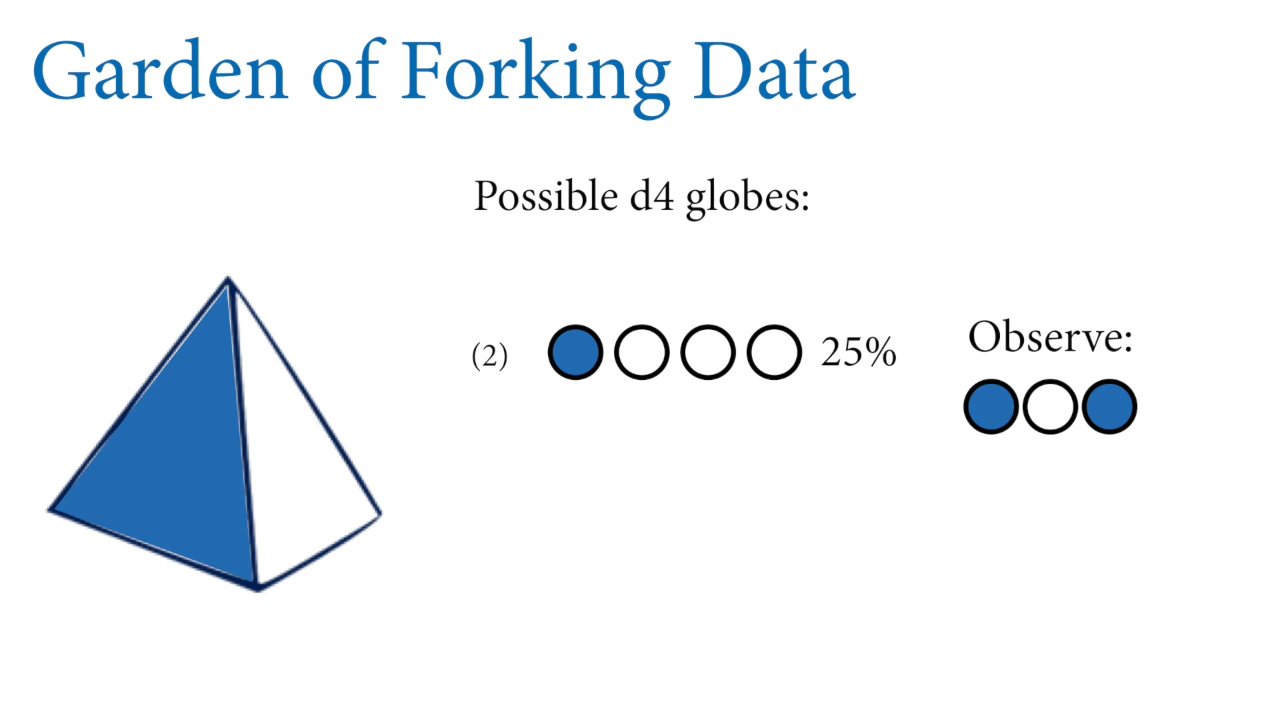 Garden of Forking Data
Possible d4 globes:
(2) 25%
Observe: